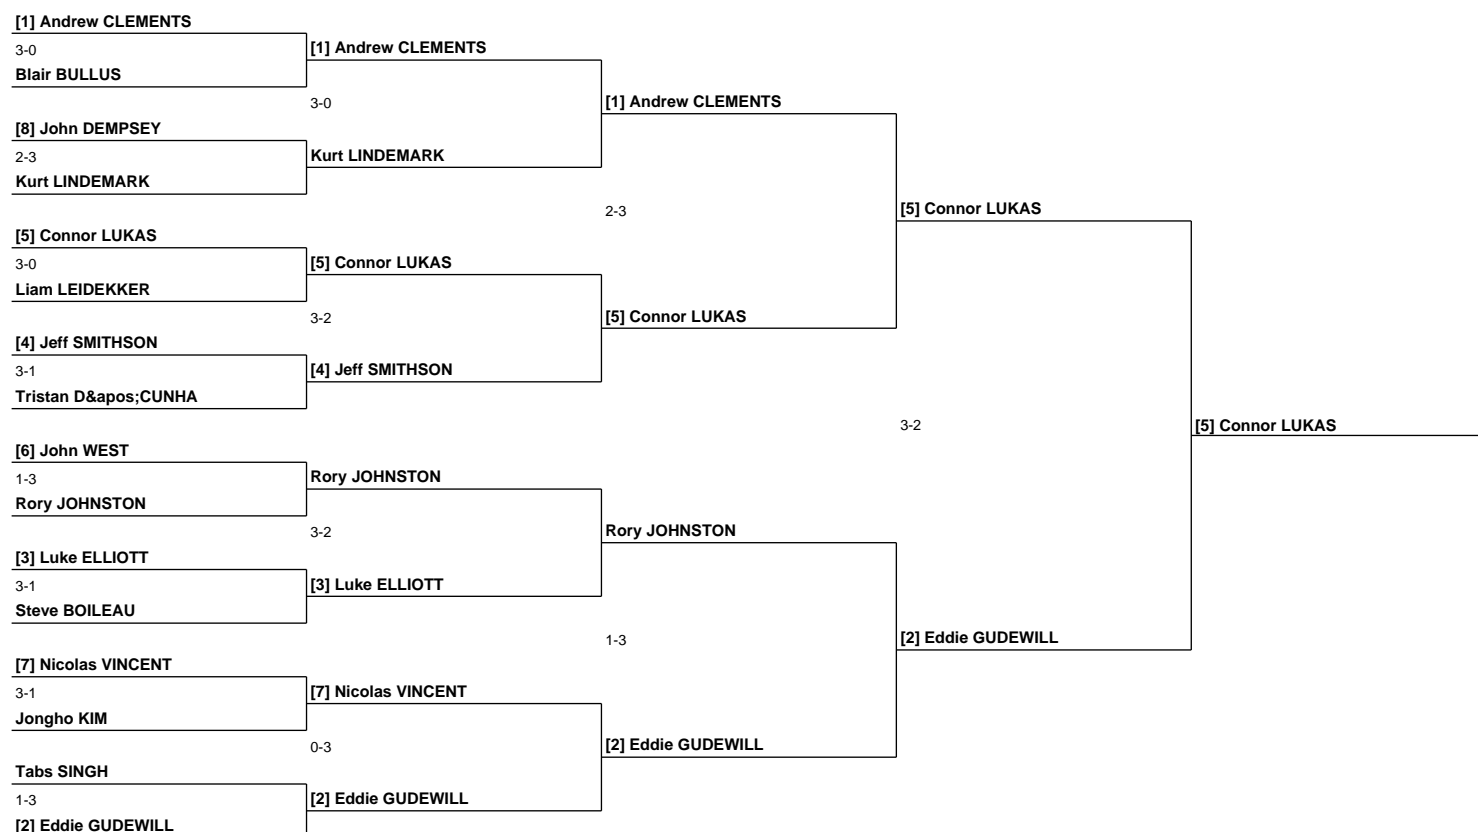 [1] Andrew CLEMENTS
3-0
Blair BULLUS
[8] John DEMPSEY
2-3
Kurt LINDEMARK
[5] Connor LUKAS
3-0
Liam LEIDEKKER
[4] Jeff SMITHSON
3-1
Tristan D&apos;CUNHA
[6] John WEST
1-3
Rory JOHNSTON
[3] Luke ELLIOTT
3-1
Steve BOILEAU
[7] Nicolas VINCENT
3-1
Jongho KIM
Tabs SINGH
1-3
[2] Eddie GUDEWILL
[1] Andrew CLEMENTS
3-0
Kurt LINDEMARK
[5] Connor LUKAS
3-2
[4] Jeff SMITHSON
Rory JOHNSTON
3-2
[3] Luke ELLIOTT
[7] Nicolas VINCENT
0-3
[2] Eddie GUDEWILL
[1] Andrew CLEMENTS
2-3
[5] Connor LUKAS
Rory JOHNSTON
1-3
[2] Eddie GUDEWILL
[5] Connor LUKAS
3-2
[2] Eddie GUDEWILL
[5] Connor LUKAS